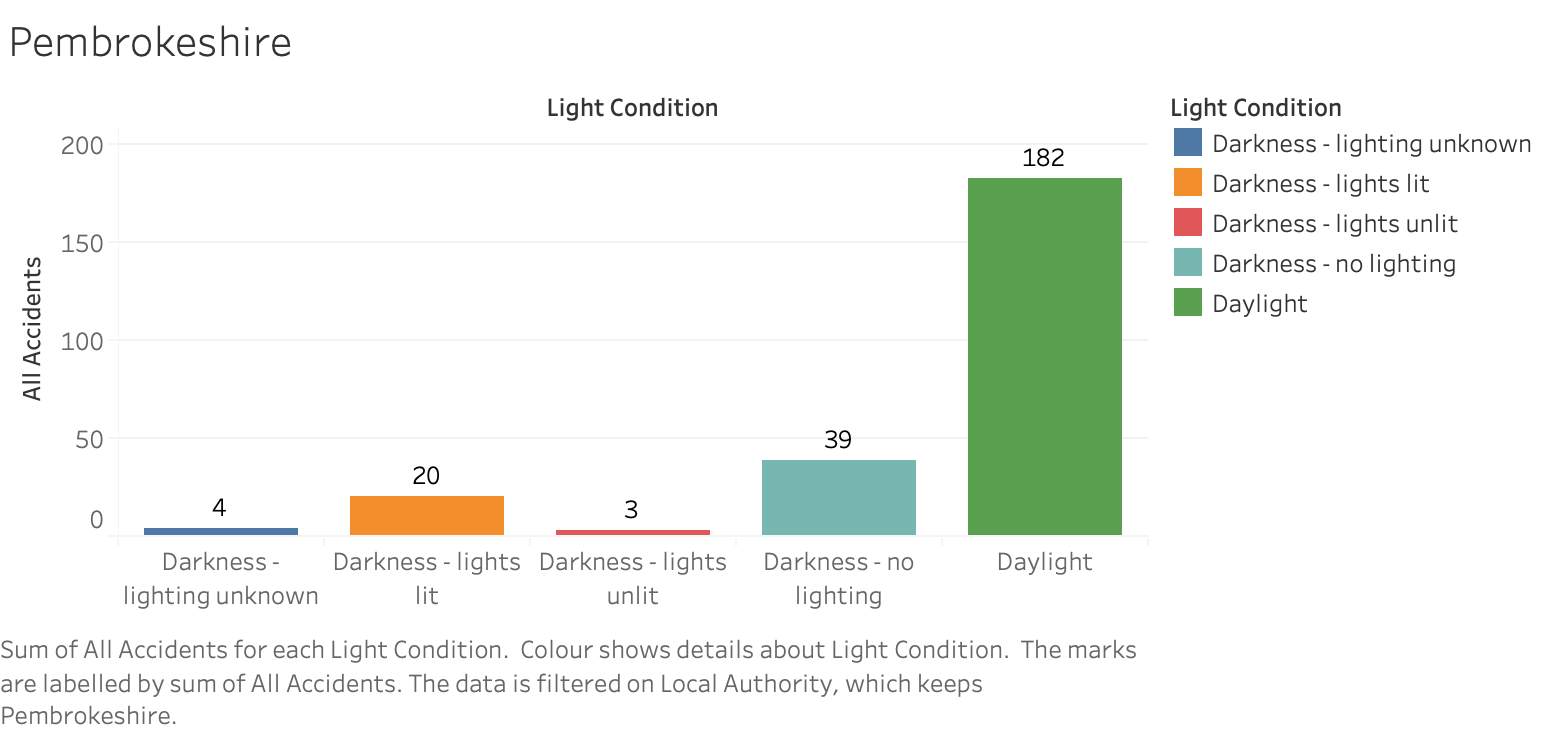 Pembrokeshire
Light Condition
Light Condition
Darkness - lighting unknown
Darkness - lights lit
Darkness - lights unlit
Darkness - no lighting
Daylight
All Accidents
200
150
100
50
0
4
20
3
39
182
Darkness -
lighting unknown
Darkness - lights
lit
Darkness - lights
unlit
Darkness - no
lighting
Daylight
Sum of All Accidents for each Light Condition.  Colour shows details about Light Condition.  The marks
are labelled by sum of All Accidents. The data is filtered on Local Authority, which keeps
Pembrokeshire.